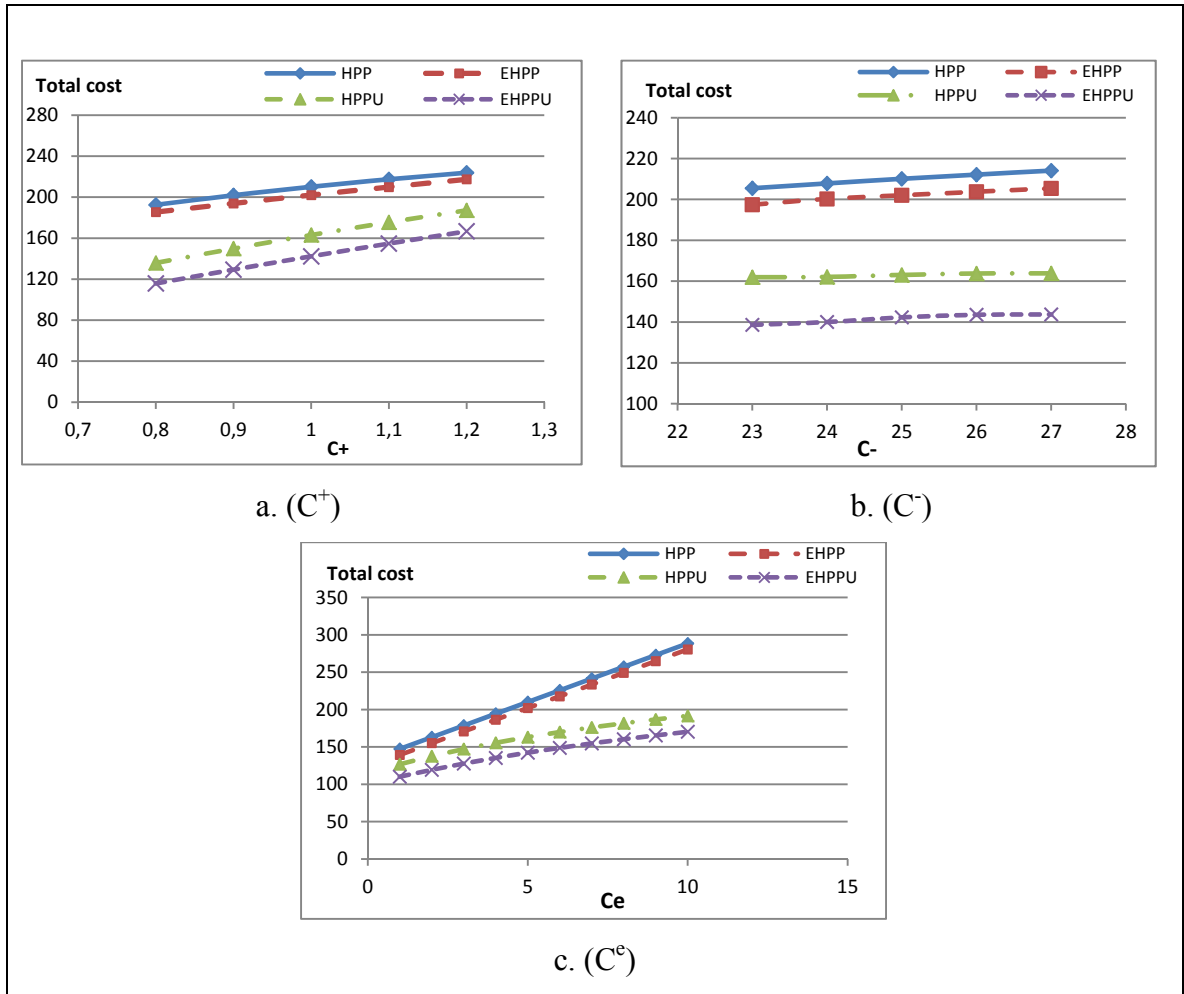 HPP EHPP
Total cost
HPPU EHPPU
280
240
200
160
120
80
40
0
0,7 0,8 0,9 1 1,1 1,2 1,3
C+
a. (C⁺)
HPP EHPP
HPPU EHPPU
Total cost
240
220
200
180
160
140
120
100
22 23 24 25 26 27 28
C-
b. (C⁻)
HPP EHPP
Total cost
HPPU EHPPU
350
300
250
200
150
100
50
0
0 5 10 15
Ce
c. (Cᵉ)